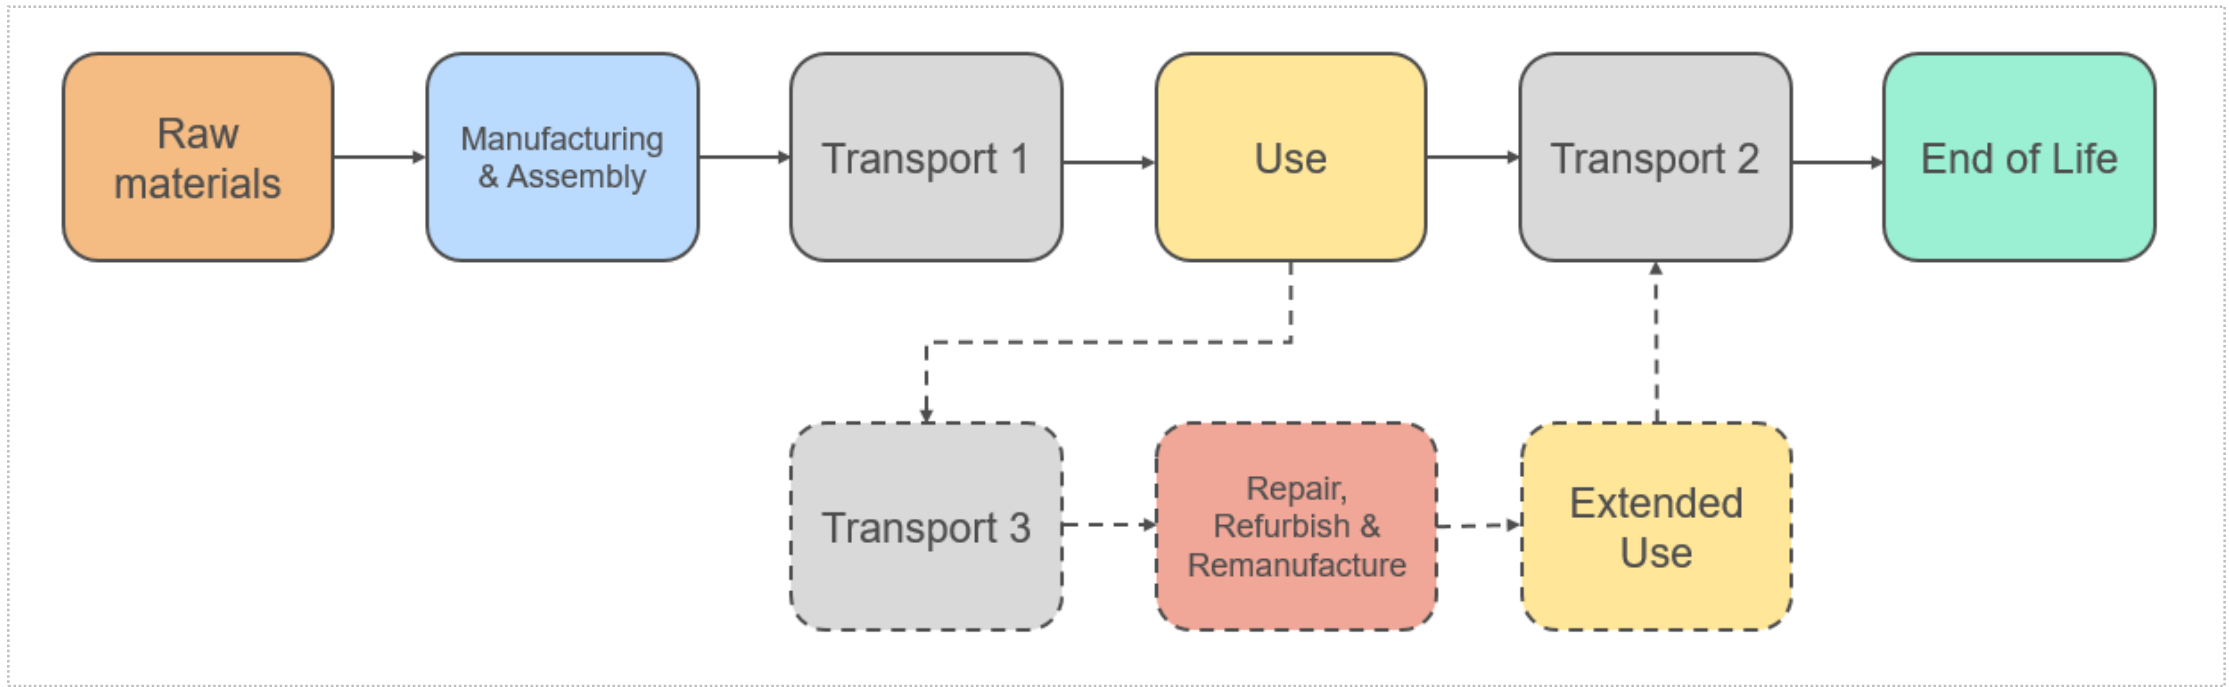 Raw
materials
Manufacturing
& Assembly
Transport 1
Use
Transport 2
End of Life
Transport 3
Repair,
Refurbish &
Remanufacture
Extended
Use